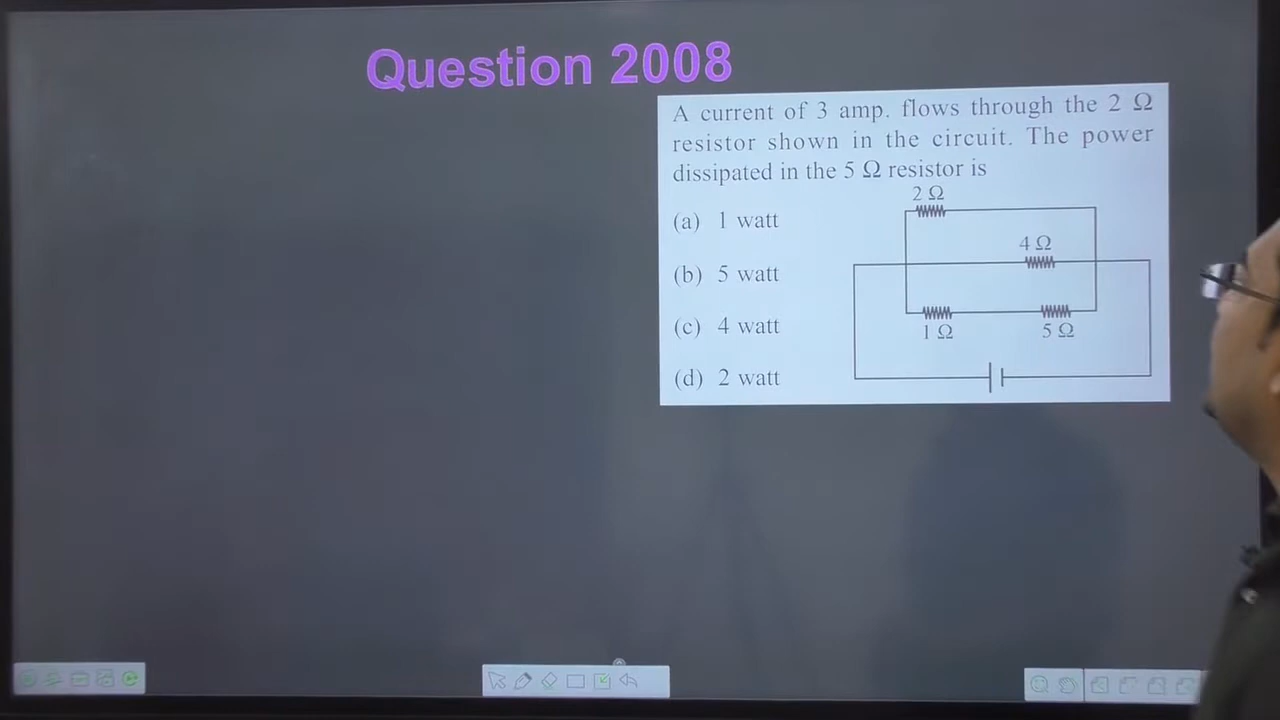 Question 2008
A current of 3 amp. flows through the 2 Ω
resistor shown in the circuit. The power
dissipated in the 5 Ω resistor is
(a) 1 watt
(b) 5 watt
(c) 4 watt
(d) 2 watt
2 Ω
4 Ω
1 Ω
5 Ω